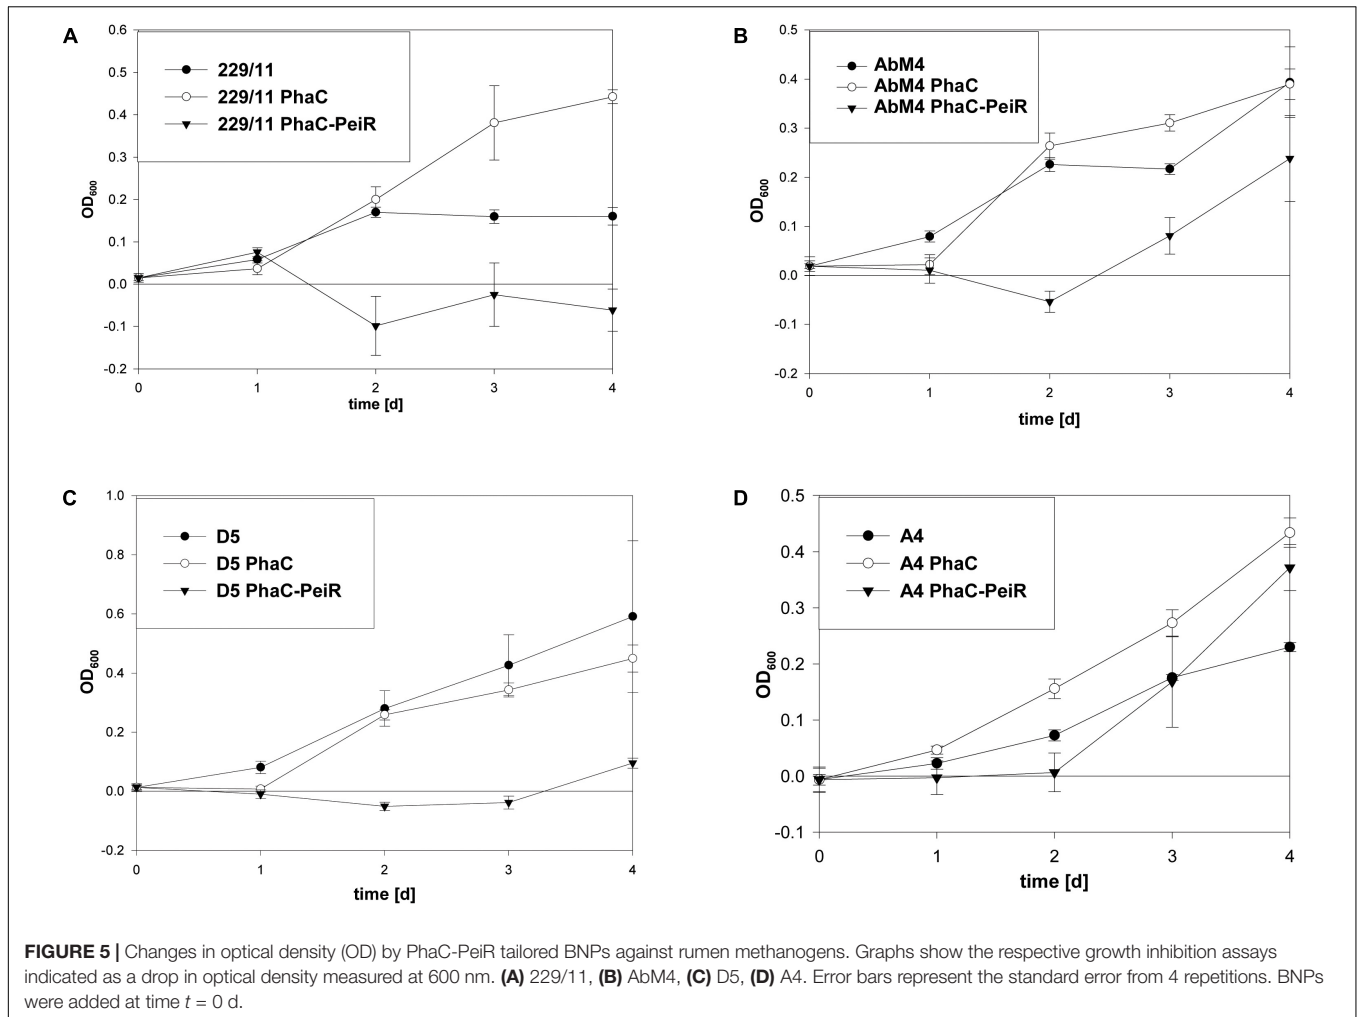 A
0.6
0.5
0.4
0.3
0.2
0.1
0.0
-0.1
-0.2
OD600
229/11
229/11 PhaC
229/11 PhaC-PeiR
0 1 2 3 4
time [d]
B
0.5
0.4
0.3
0.2
0.1
0.0
-0.1
-0.2
OD600
AbM4
AbM4 PhaC
AbM4 PhaC-PeiR
0 1 2 3 4
time [d]
C
1.0
0.8
0.6
0.4
0.2
0.0
-0.2
OD600
D5
D5 PhaC
D5 PhaC-PeiR
0 1 2 3 4
time [d]
D
0.5
0.4
0.3
0.2
0.1
0.0
-0.1
OD600
A4
A4 PhaC
A4 PhaC-PeiR
0 1 2 3 4
time [d]
FIGURE 5 | Changes in optical density (OD) by PhaC-PeiR tailored BNPs against rumen methanogens. Graphs show the respective growth inhibition assays
indicated as a drop in optical density measured at 600 nm. (A) 229/11, (B) AbM4, (C) D5, (D) A4. Error bars represent the standard error from 4 repetitions. BNPs
were added at time t = 0 d.